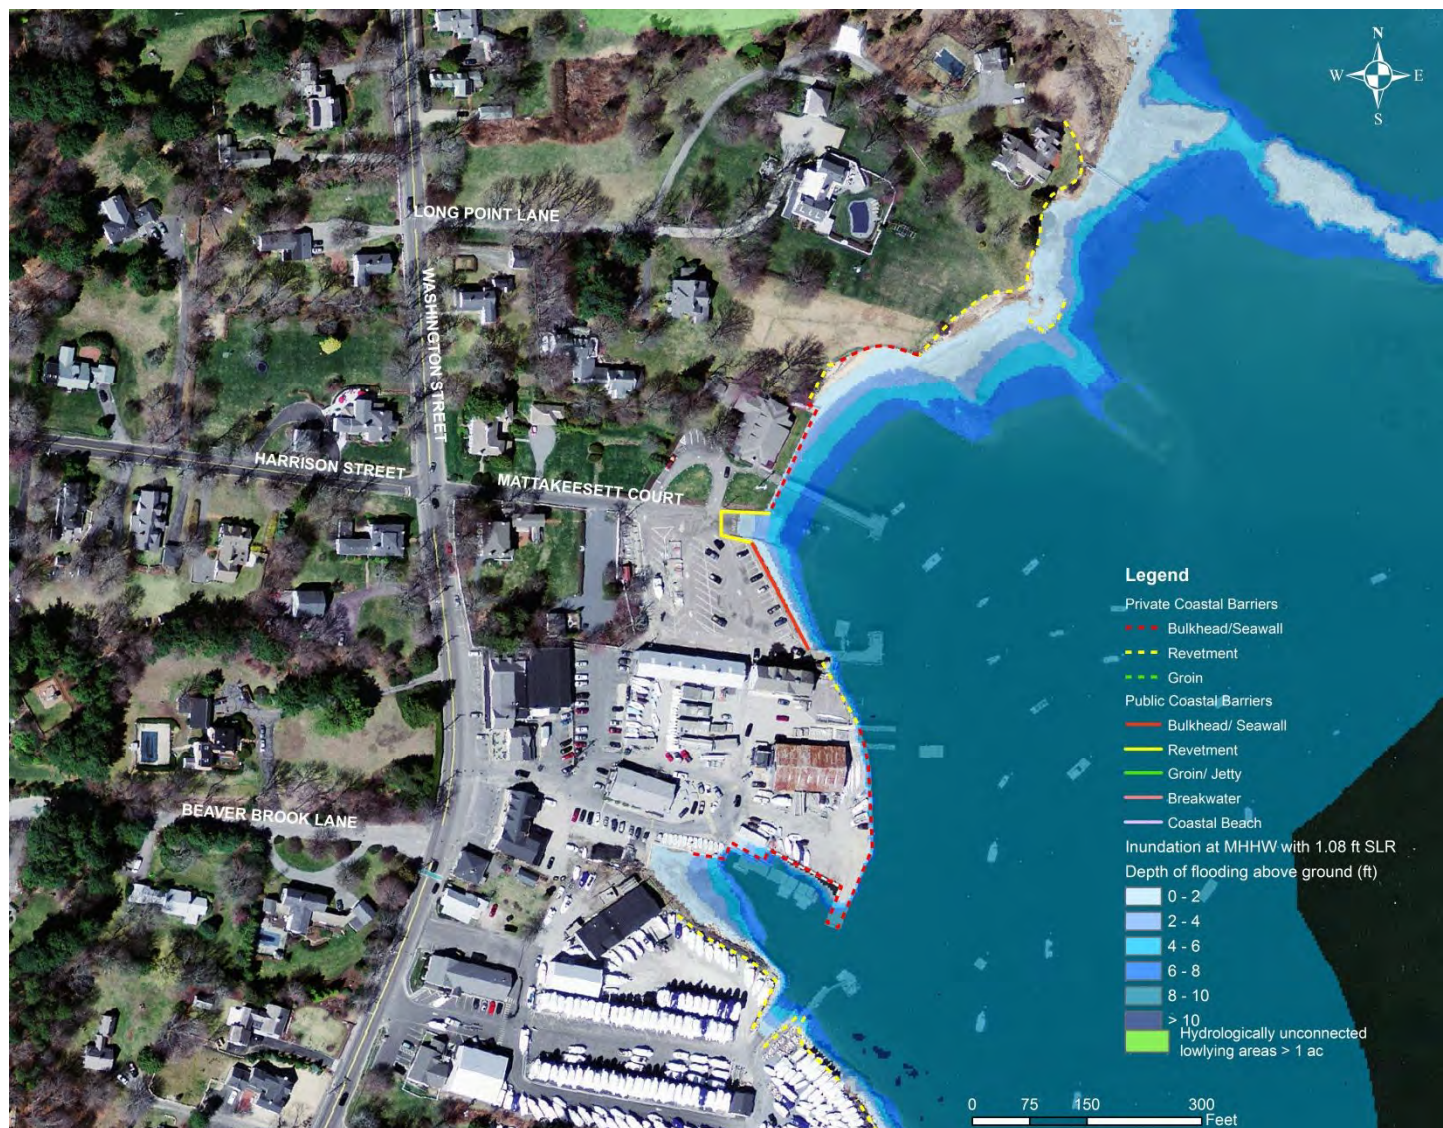 N
W E
S
LONG POINT LANE
WASHINGTON STREET
HARRISON STREET
MATTAKEESETT COURT
BEAVER BROOK LANE
Legend
Private Coastal Barriers
Bulkhead/Seawall
Revetment
Groin
Public Coastal Barriers
Bulkhead/ Seawall
Revetment
Groin/ Jetty
Breakwater
Coastal Beach
Inundation at MHHW with 1.08 ft SLR
Depth of flooding above ground (ft)
0 - 2
2 - 4
4 - 6
6 - 8
8 - 10
> 10
Hydrologically unconnected
lowlying areas > 1 ac
0 75 150 300
Feet